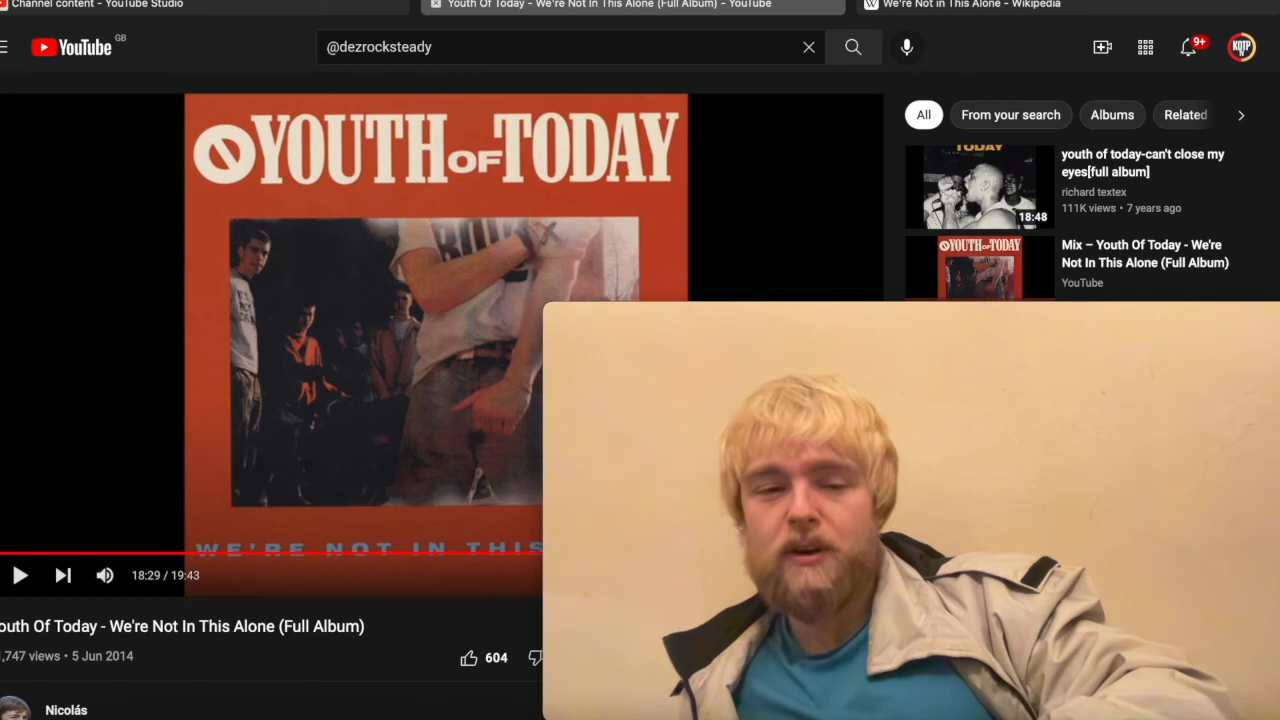 Channel content - YouTube Studio
Youth Of Today - We're Not In This Alone (Full Album) - YouTube
We're Not in This Alone - Wikipedia
YouTube GB
@dezrocksteady
9+
KOTP
TV
YOUTH OF TODAY
WE'RE NOT IN THIS
18:29 / 19:43
outh Of Today - We're Not In This Alone (Full Album)
,747 views • 5 Jun 2014
604
Nicolás
All
From your search
Albums
Related
TODAY
18:48
youth of today-can't close my
eyes[full album]
richard textex
111K views • 7 years ago
YOUTH OF TODAY
Mix – Youth Of Today - We're
Not In This Alone (Full Album)
YouTube